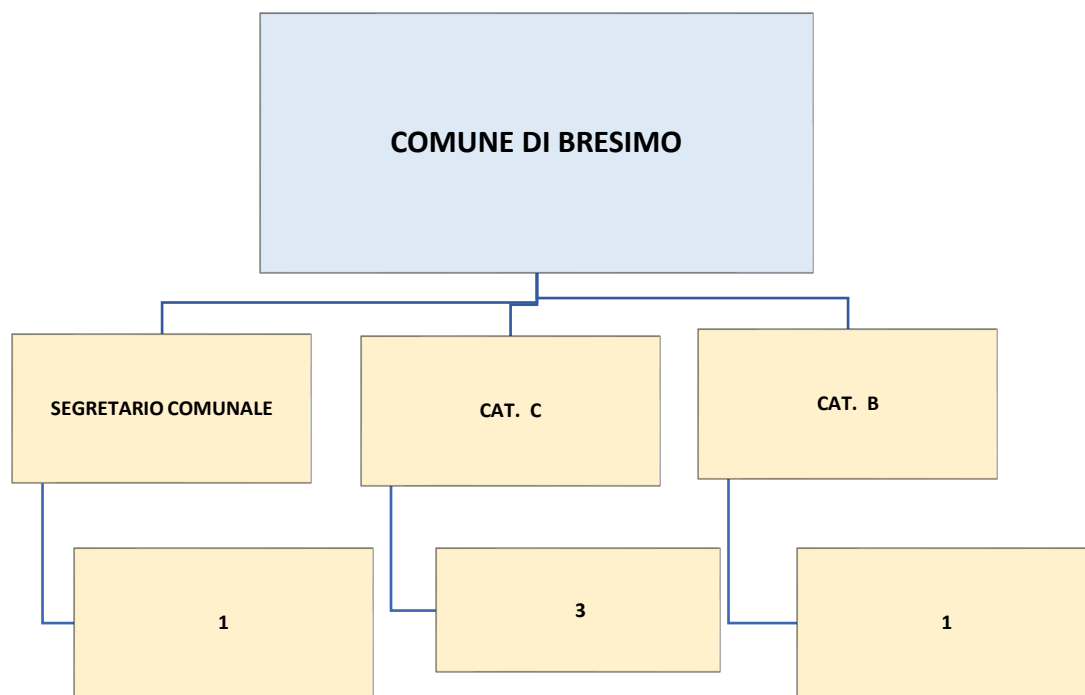 COMUNE DI BRESIMO
SEGRETARIO COMUNALE
CAT. C
CAT. B
1
3
1